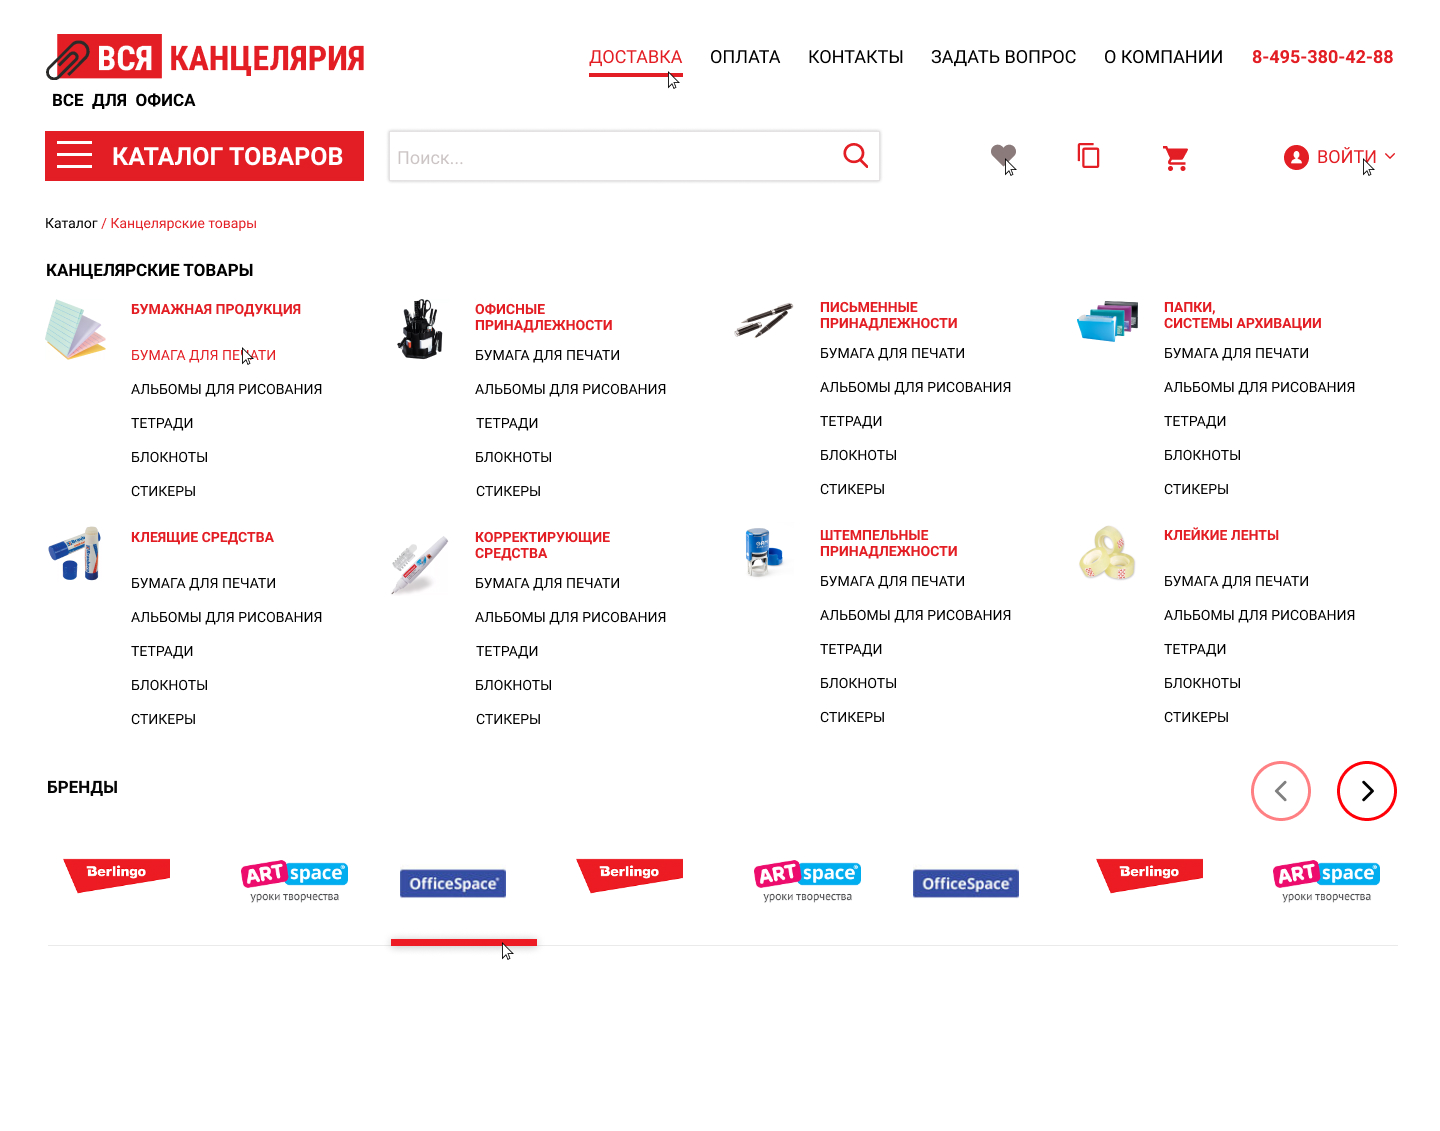 ВСЯ КАНЦЕЛЯРИЯ
ВСЕ ДЛЯ ОФИСА
ДОСТАВКА ОПЛАТА КОНТАКТЫ ЗАДАТЬ ВОПРОС О КОМПАНИИ 8-495-380-42-88
КАТАЛОГ ТОВАРОВ
Поиск...
ВОЙТИ
Каталог / Канцелярские товары
КАНЦЕЛЯРСКИЕ ТОВАРЫ
БУМАЖНАЯ ПРОДУКЦИЯ
БУМАГА ДЛЯ ПЕЧАТИ
АЛЬБОМЫ ДЛЯ РИСОВАНИЯ
ТЕТРАДИ
БЛОКНОТЫ
СТИКЕРЫ
ОФИСНЫЕ
ПРИНАДЛЕЖНОСТИ
БУМАГА ДЛЯ ПЕЧАТИ
АЛЬБОМЫ ДЛЯ РИСОВАНИЯ
ТЕТРАДИ
БЛОКНОТЫ
СТИКЕРЫ
ПИСЬМЕННЫЕ
ПРИНАДЛЕЖНОСТИ
БУМАГА ДЛЯ ПЕЧАТИ
АЛЬБОМЫ ДЛЯ РИСОВАНИЯ
ТЕТРАДИ
БЛОКНОТЫ
СТИКЕРЫ
ПАПКИ,
СИСТЕМЫ АРХИВАЦИИ
БУМАГА ДЛЯ ПЕЧАТИ
АЛЬБОМЫ ДЛЯ РИСОВАНИЯ
ТЕТРАДИ
БЛОКНОТЫ
СТИКЕРЫ
КЛЕЯЩИЕ СРЕДСТВА
БУМАГА ДЛЯ ПЕЧАТИ
АЛЬБОМЫ ДЛЯ РИСОВАНИЯ
ТЕТРАДИ
БЛОКНОТЫ
СТИКЕРЫ
КОРРЕКТИРУЮЩИЕ
СРЕДСТВА
БУМАГА ДЛЯ ПЕЧАТИ
АЛЬБОМЫ ДЛЯ РИСОВАНИЯ
ТЕТРАДИ
БЛОКНОТЫ
СТИКЕРЫ
ШТЕМПЕЛЬНЫЕ
ПРИНАДЛЕЖНОСТИ
БУМАГА ДЛЯ ПЕЧАТИ
АЛЬБОМЫ ДЛЯ РИСОВАНИЯ
ТЕТРАДИ
БЛОКНОТЫ
СТИКЕРЫ
КЛЕЙКИЕ ЛЕНТЫ
БУМАГА ДЛЯ ПЕЧАТИ
АЛЬБОМЫ ДЛЯ РИСОВАНИЯ
ТЕТРАДИ
БЛОКНОТЫ
СТИКЕРЫ
БРЕНДЫ
Berlingo
ARTspace®
уроки творчества
OfficeSpace®
Berlingo
ARTspace®
уроки творчества
OfficeSpace®
Berlingo
ARTspace®
уроки творчества